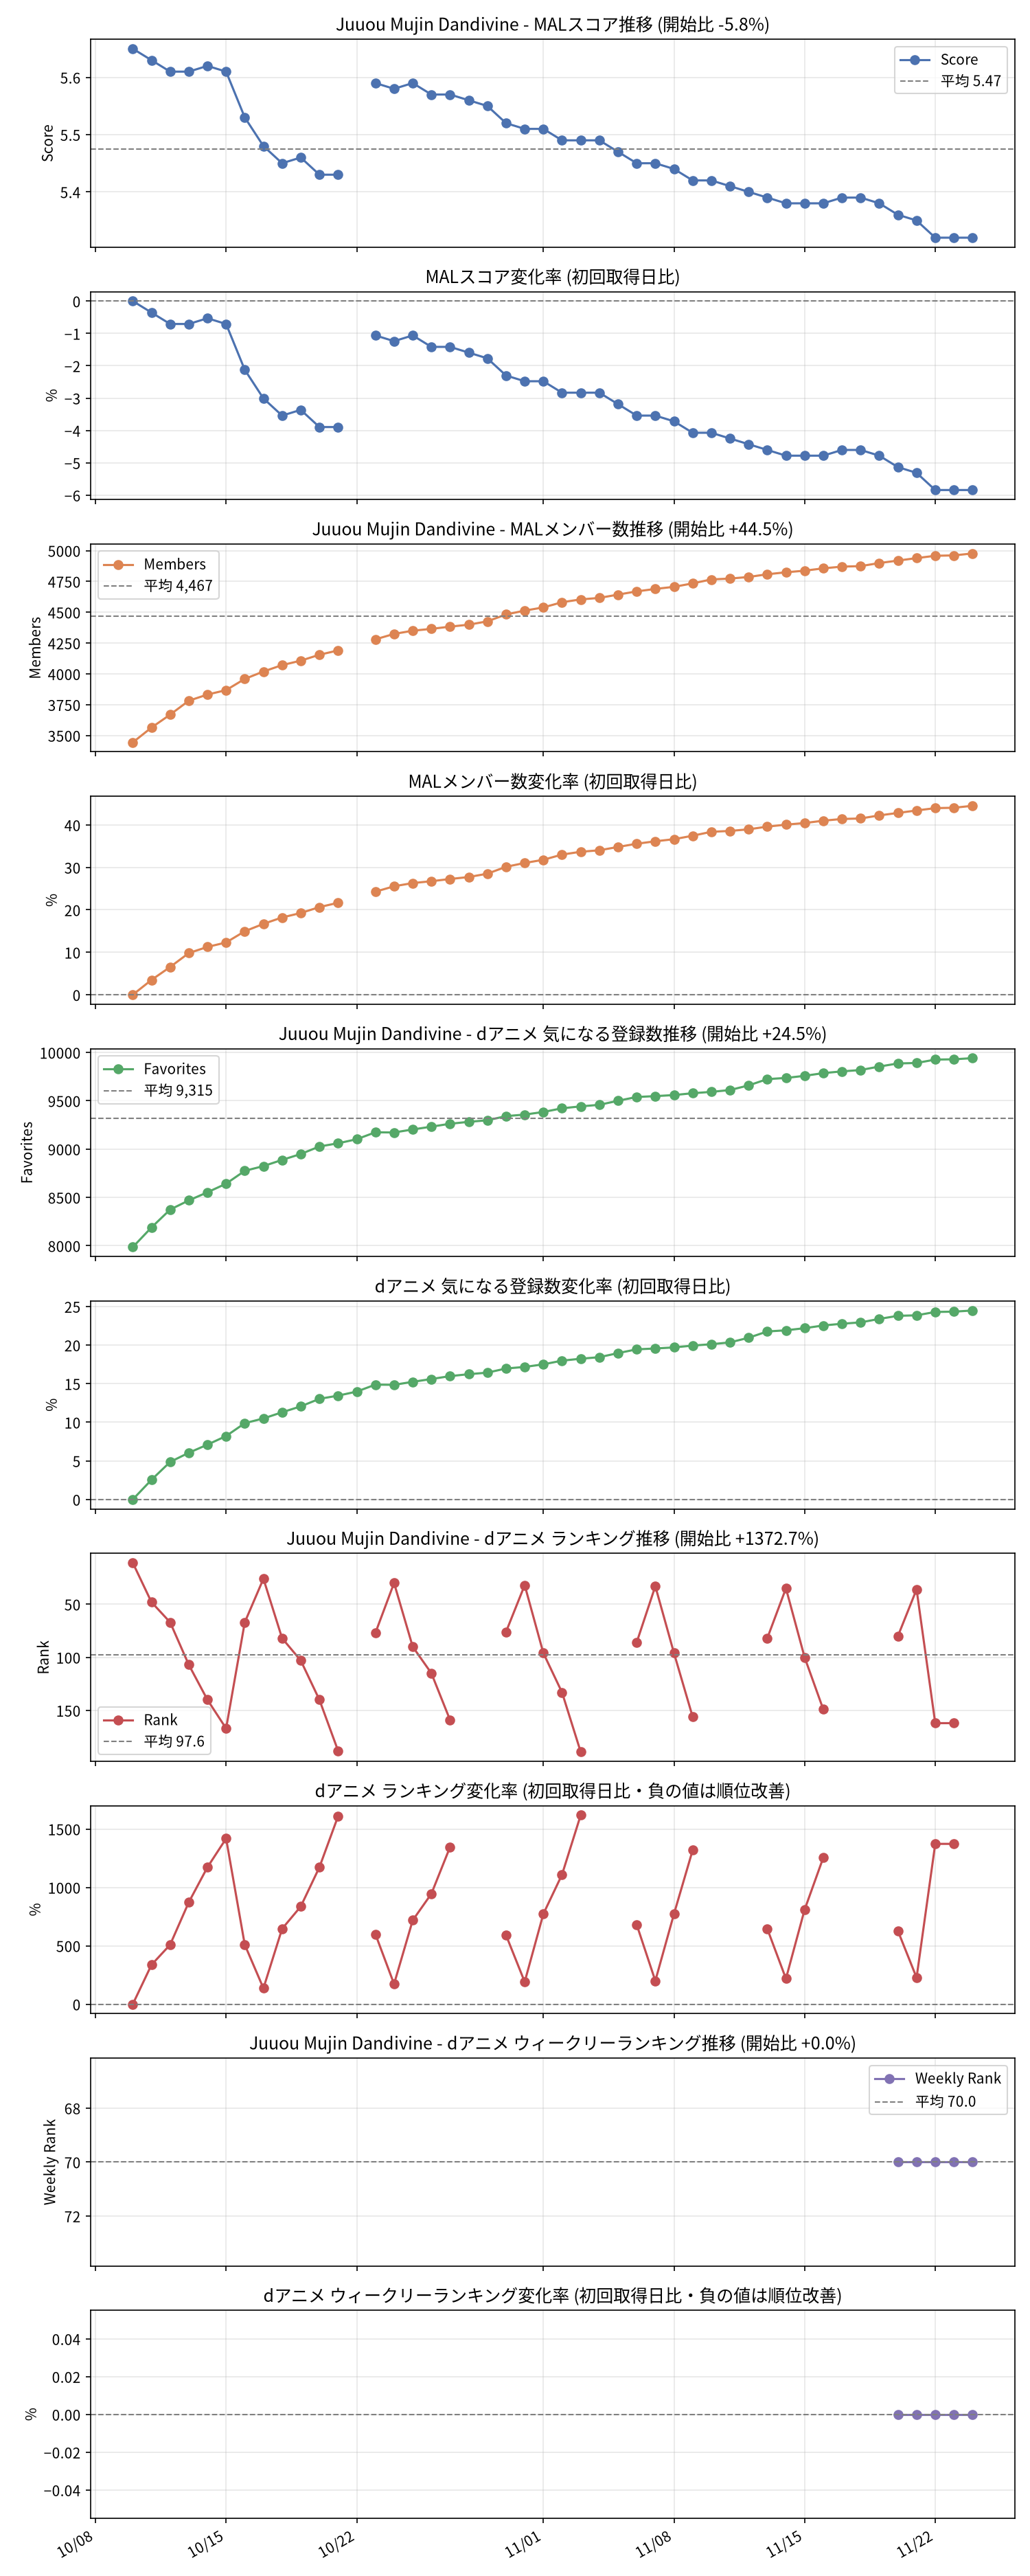 Juuou Mujin Dandivine - MALスコア推移 (開始比 -5.8%)
Score
5.6
5.5
5.4
Score
平均 5.47
MALスコア変化率 (初回取得日比)
%
0
−1
−2
−3
−4
−5
−6
Juuou Mujin Dandivine - MALメンバー数推移 (開始比 +44.5%)
Members
5000
4750
4500
4250
4000
3750
3500
Members
平均 4,467
MALメンバー数変化率 (初回取得日比)
%
40
30
20
10
0
Juuou Mujin Dandivine - dアニメ 気になる登録数推移 (開始比 +24.5%)
Favorites
10000
9500
9000
8500
8000
Favorites
平均 9,315
dアニメ 気になる登録数変化率 (初回取得日比)
%
25
20
15
10
5
0
Juuou Mujin Dandivine - dアニメ ランキング推移 (開始比 +1372.7%)
Rank
50
100
150
Rank
平均 97.6
dアニメ ランキング変化率 (初回取得日比・負の値は順位改善)
%
1500
1000
500
0
Juuou Mujin Dandivine - dアニメ ウィークリーランキング推移 (開始比 +0.0%)
Weekly Rank
68
70
72
Weekly Rank
平均 70.0
dアニメ ウィークリーランキング変化率 (初回取得日比・負の値は順位改善)
%
0.04
0.02
0.00
−0.02
−0.04
10/08
10/15
10/22
11/01
11/08
11/15
11/22